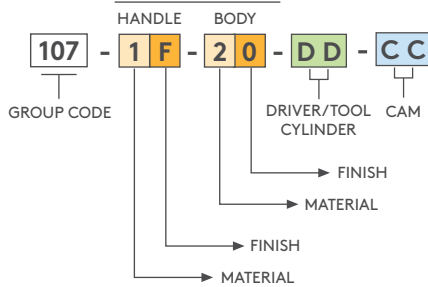 HANDLE BODY
107 - 1 F - 2 0 - D D - C C
GROUP CODE DRIVER/TOOL CAM
CYLINDER
FINISH
MATERIAL
FINISH
MATERIAL